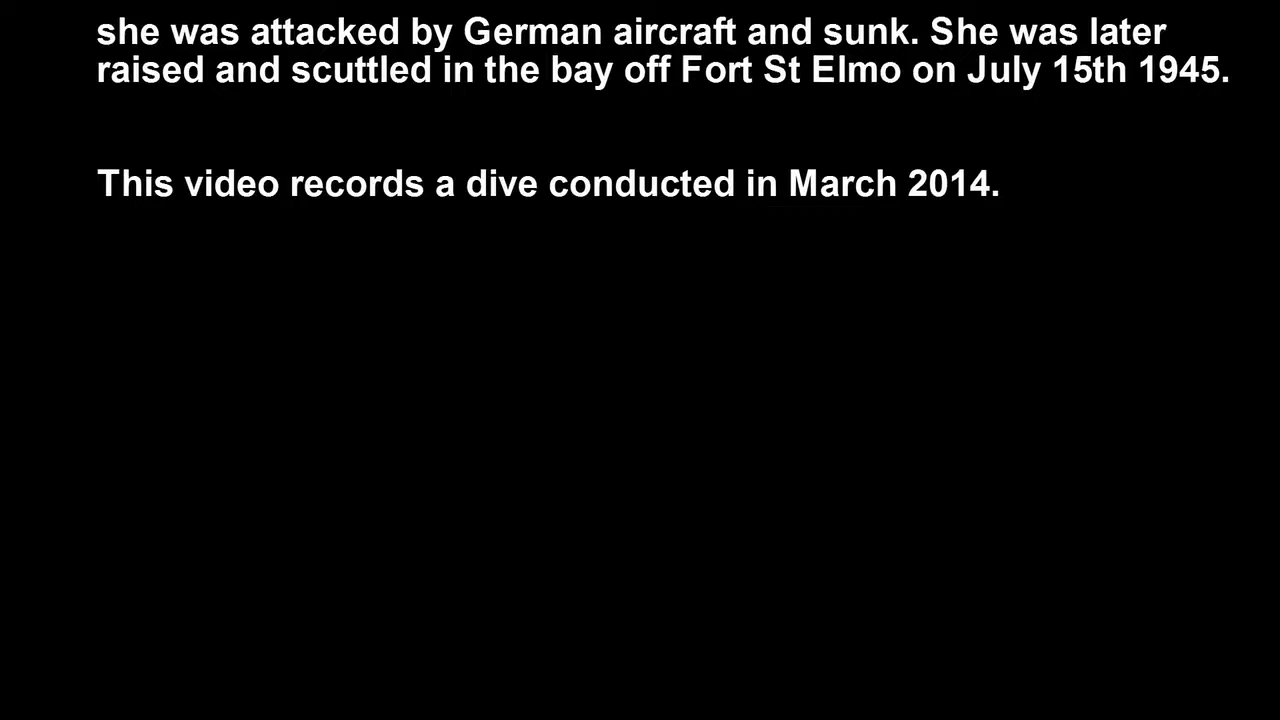 she was attacked by German aircraft and sunk. She was later
raised and scuttled in the bay off Fort St Elmo on July 15th 1945.
This video records a dive conducted in March 2014.